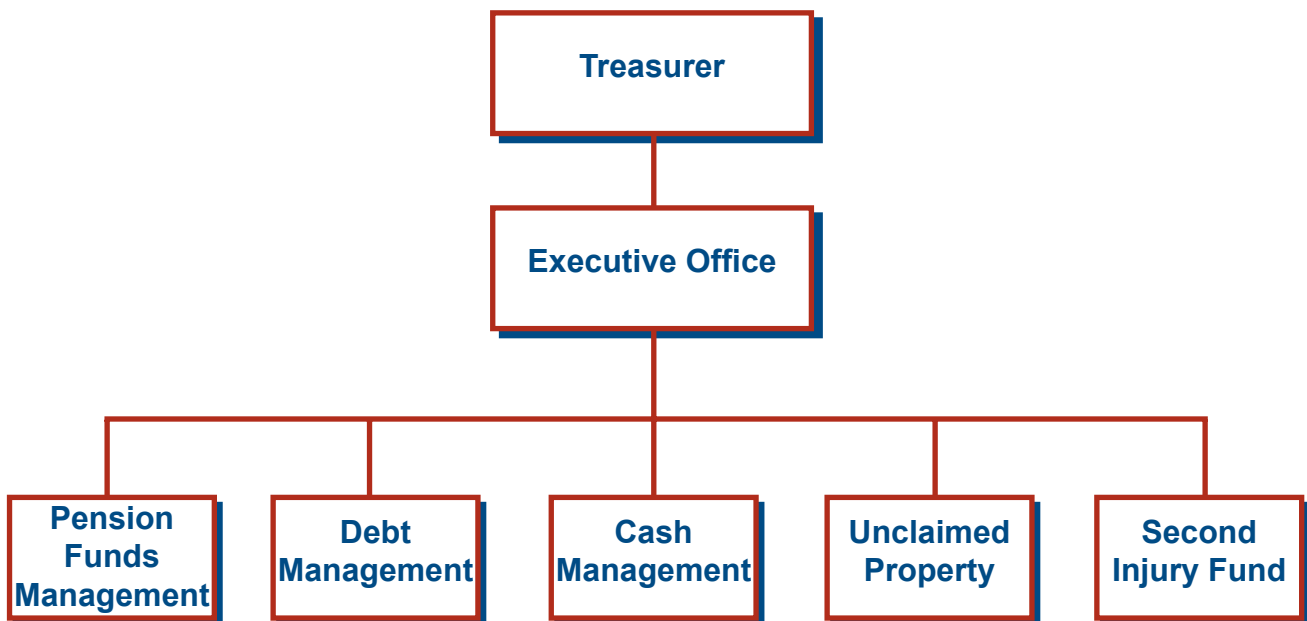 Treasurer
Executive Office
Pension
Funds
Management
Debt
Management
Cash
Management
Unclaimed
Property
Second
Injury Fund